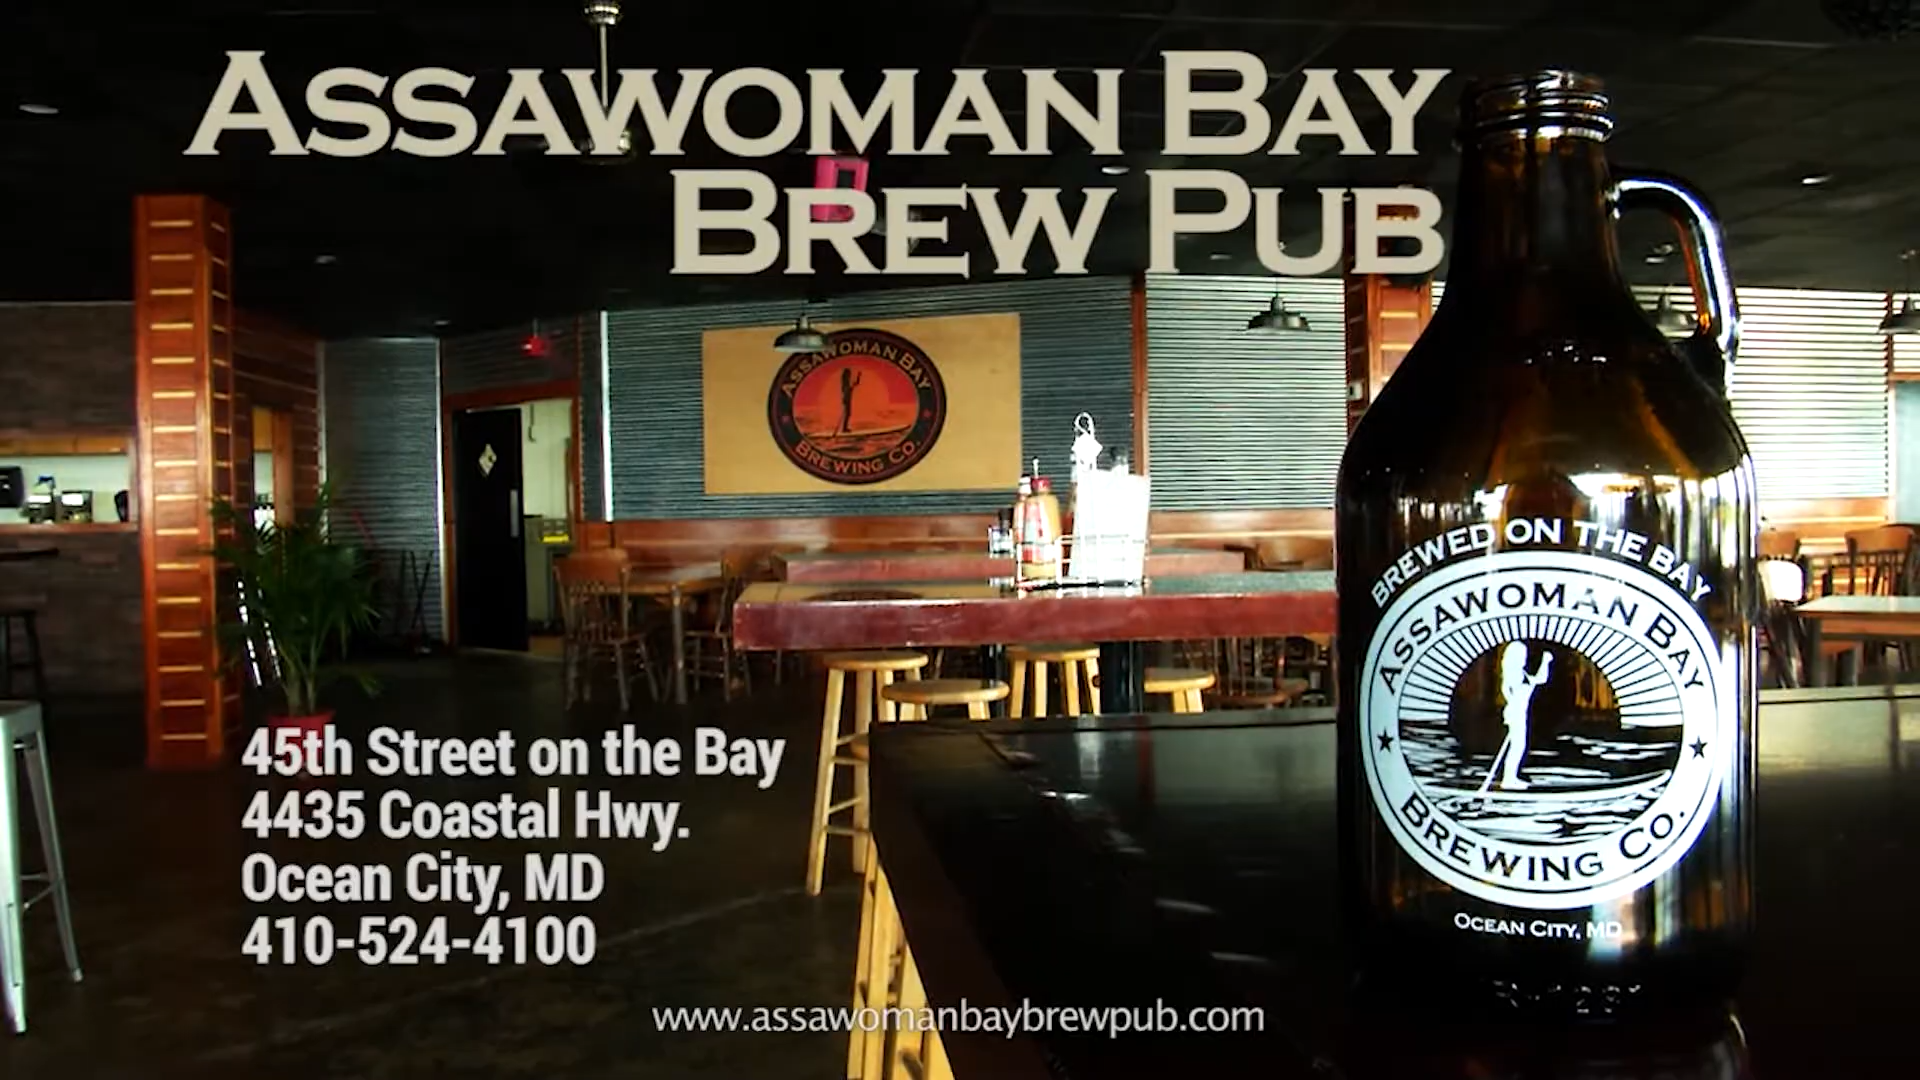 ASSAWOMAN BAY
BREW PUB
ASSAWOMAN BAY
BREWING CO.
BREWED ON THE BAY
ASSAWOMAN BAY
BREWING CO.
OCEAN CITY, MD
45th Street on the Bay
4435 Coastal Hwy.
Ocean City, MD
410-524-4100
www.assawomanbaybrewpub.com